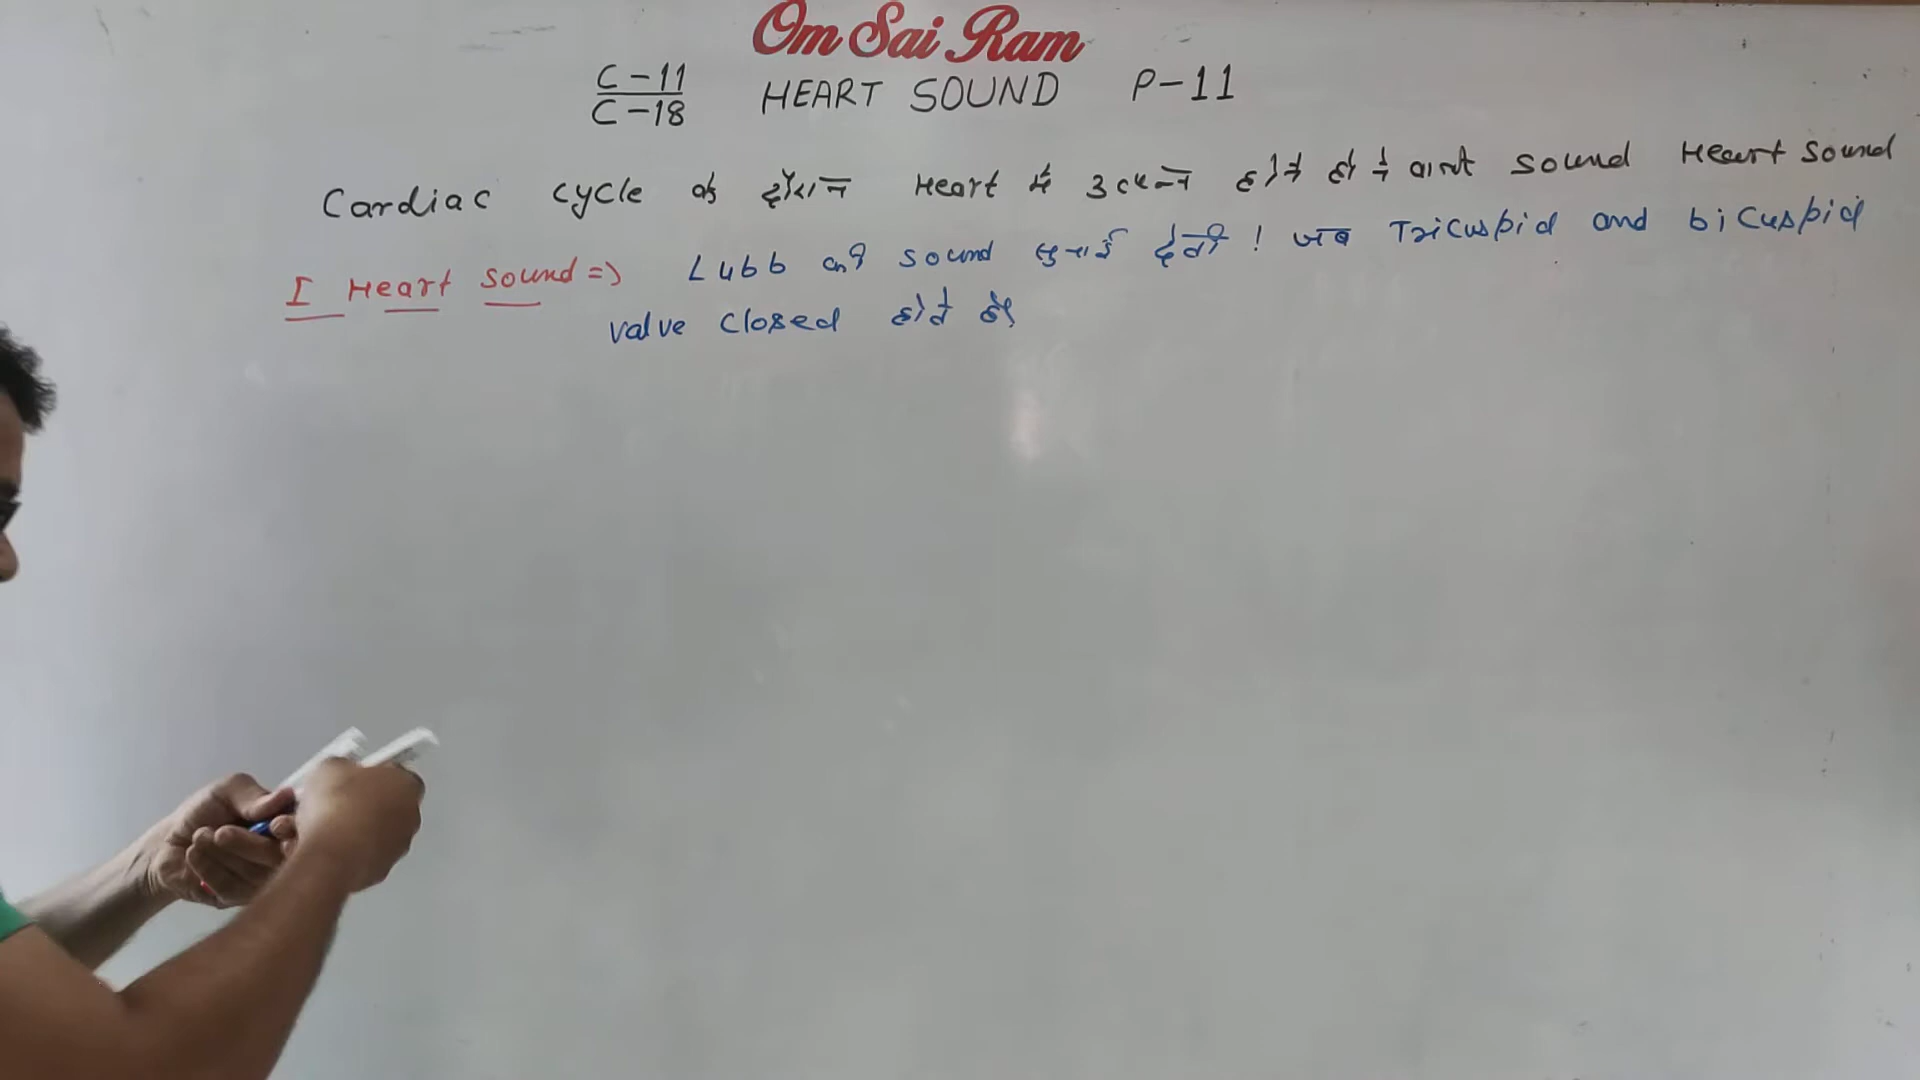 Om Sai Ram
C-11 HEART SOUND P-11
C-18
Cardiac cycle के दौरान Heart में उत्पन्न होने वाले sound Heart sound
I Heart sound => Lubb की sound सुनाई देती ! जब Tricuspid and bicuspid
valve closed होते है